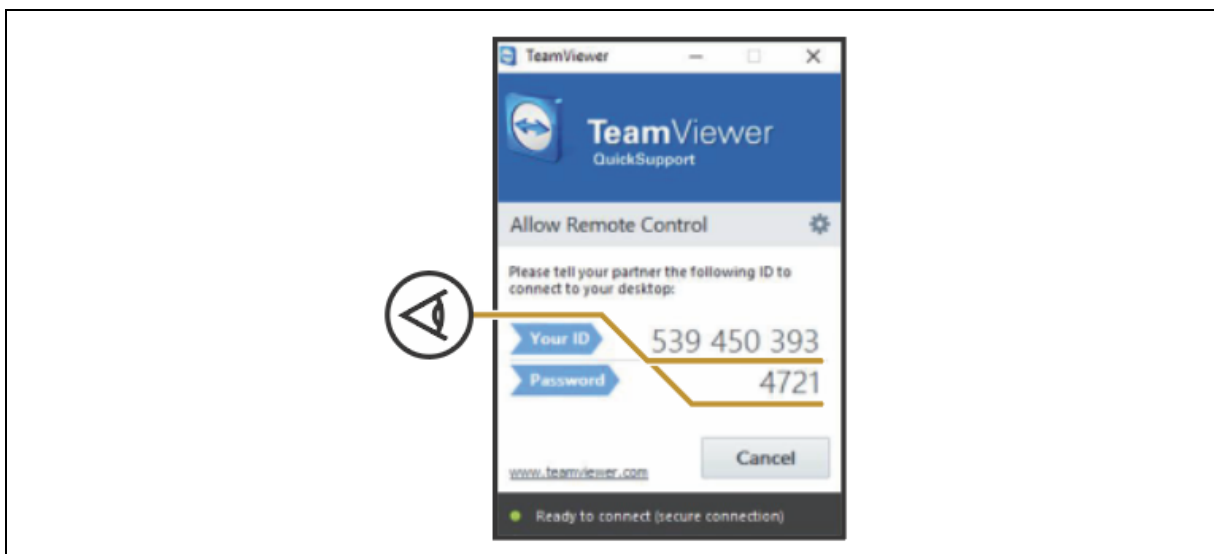 TeamViewer
TeamViewer
QuickSupport
Allow Remote Control
Please tell your partner the following ID to
connect to your desktop:
Your ID 539 450 393
Password 4721
Cancel
www.teamviewer.com
Ready to connect (secure connection)